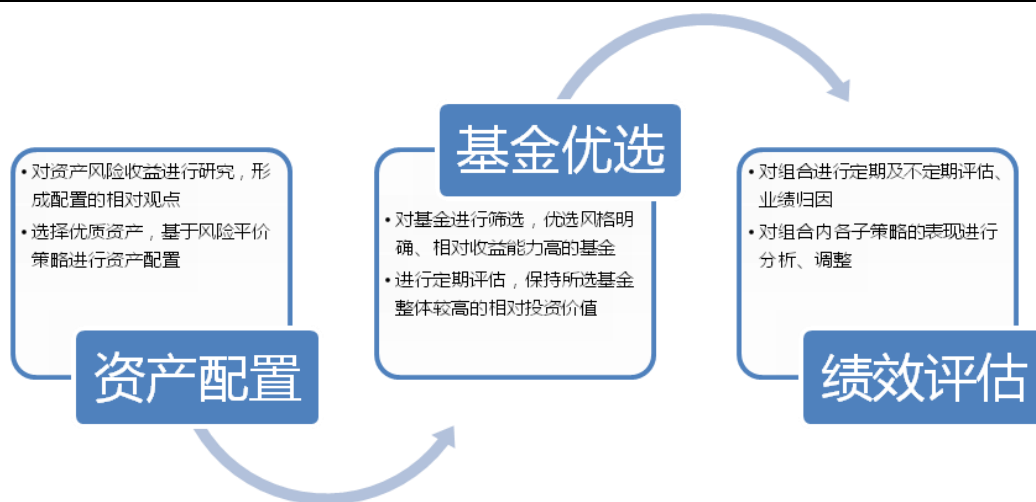 • 对资产风险收益进行研究，形
成配置的相对观点
• 选择优质资产，基于风险平价
策略进行资产配置
资产配置
基金优选
• 对基金进行筛选，优选风格明
确、相对收益能力高的基金
• 进行定期评估，保持所选基金
整体较高的相对投资价值
• 对组合进行定期及不定期评估、
业绩归因
• 对组合内各子策略的表现进行
分析、调整
绩效评估